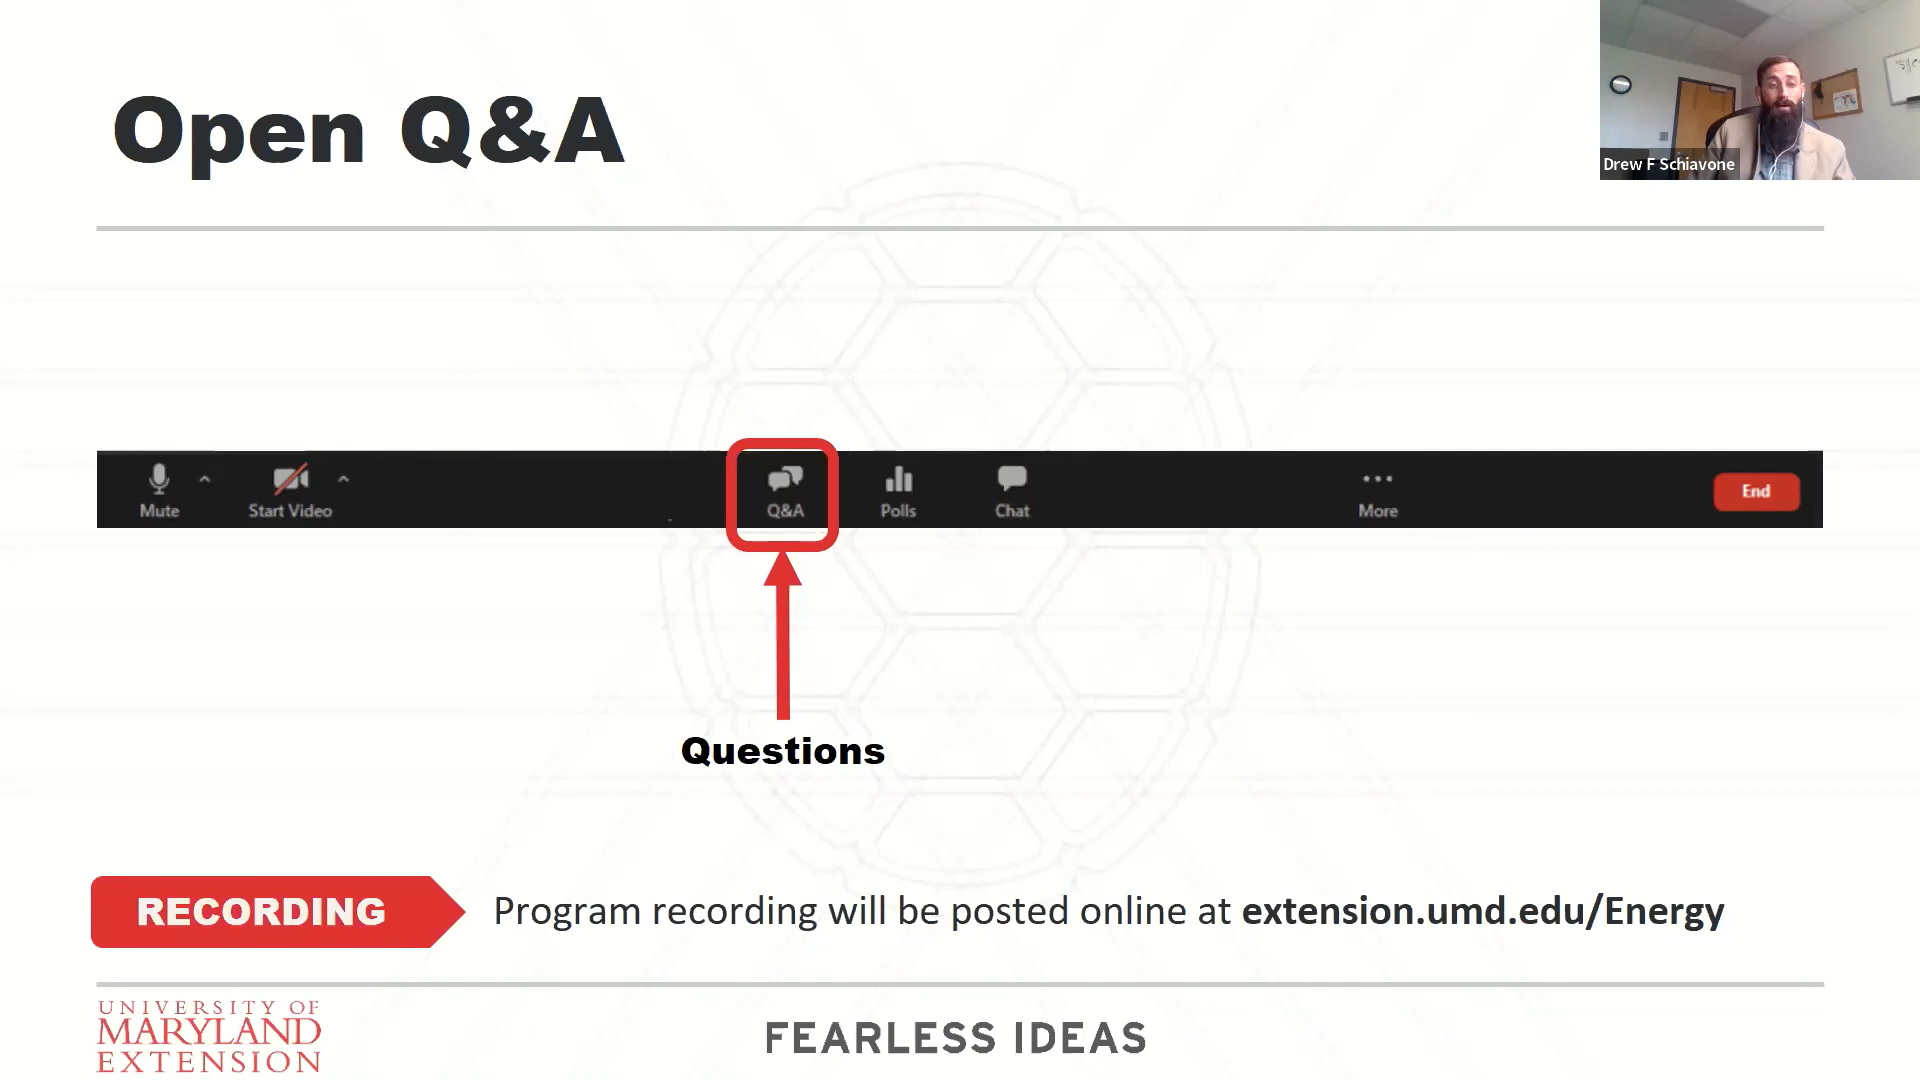 Open Q&A
Drew F Schiavone
Mute
Start Video
Q&A
Polls
Chat
More
End
Questions
RECORDING
Program recording will be posted online at extension.umd.edu/Energy
UNIVERSITY OF
MARYLAND
EXTENSION
FEARLESS IDEAS